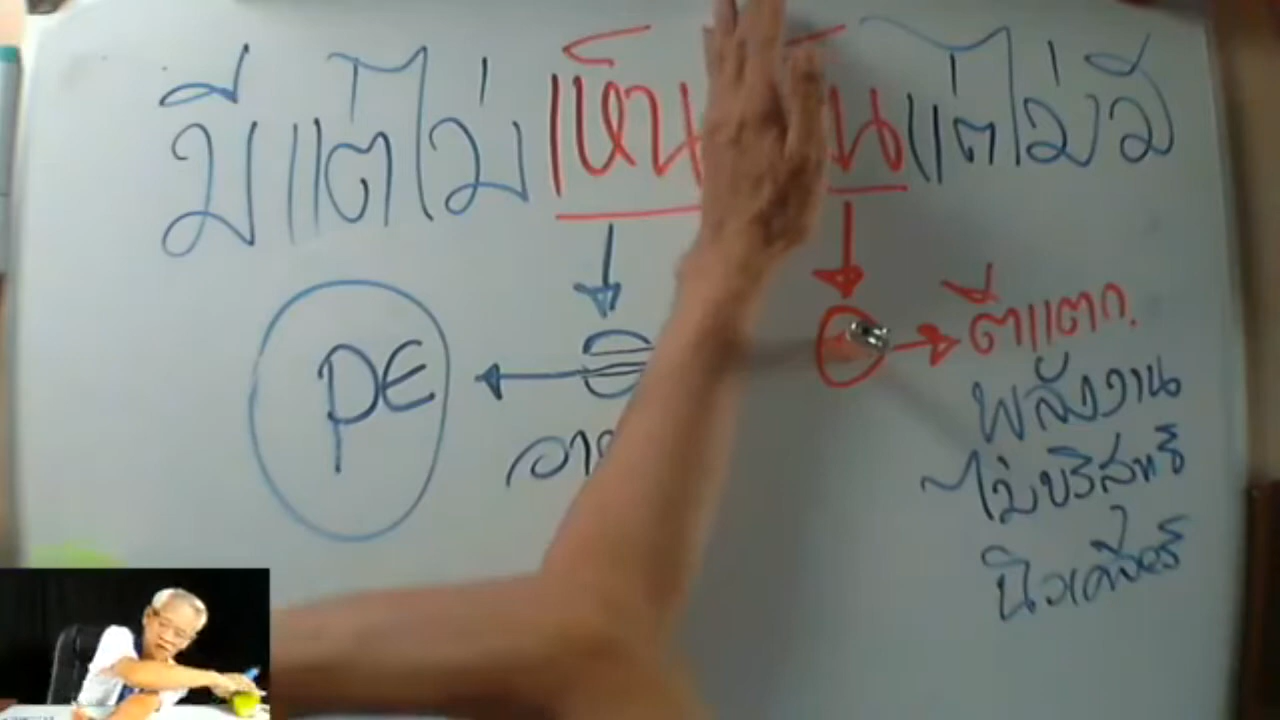 มีแต่ไม่เห็น นแต่ไม่มี
PE
ตีแตก.
พลังงาน
ไม่บริสุทธิ์
นิวเคลียร์